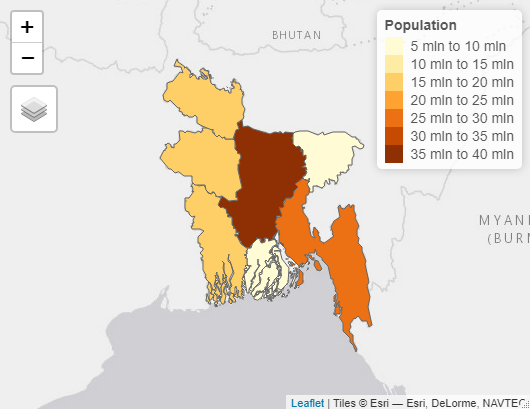 +
−
BHUTAN
Population
5 mln to 10 mln
10 mln to 15 mln
15 mln to 20 mln
20 mln to 25 mln
25 mln to 30 mln
30 mln to 35 mln
35 mln to 40 mln
MYAN
(BURM
Leaflet | Tiles © Esri — Esri, DeLorme, NAVTEQ